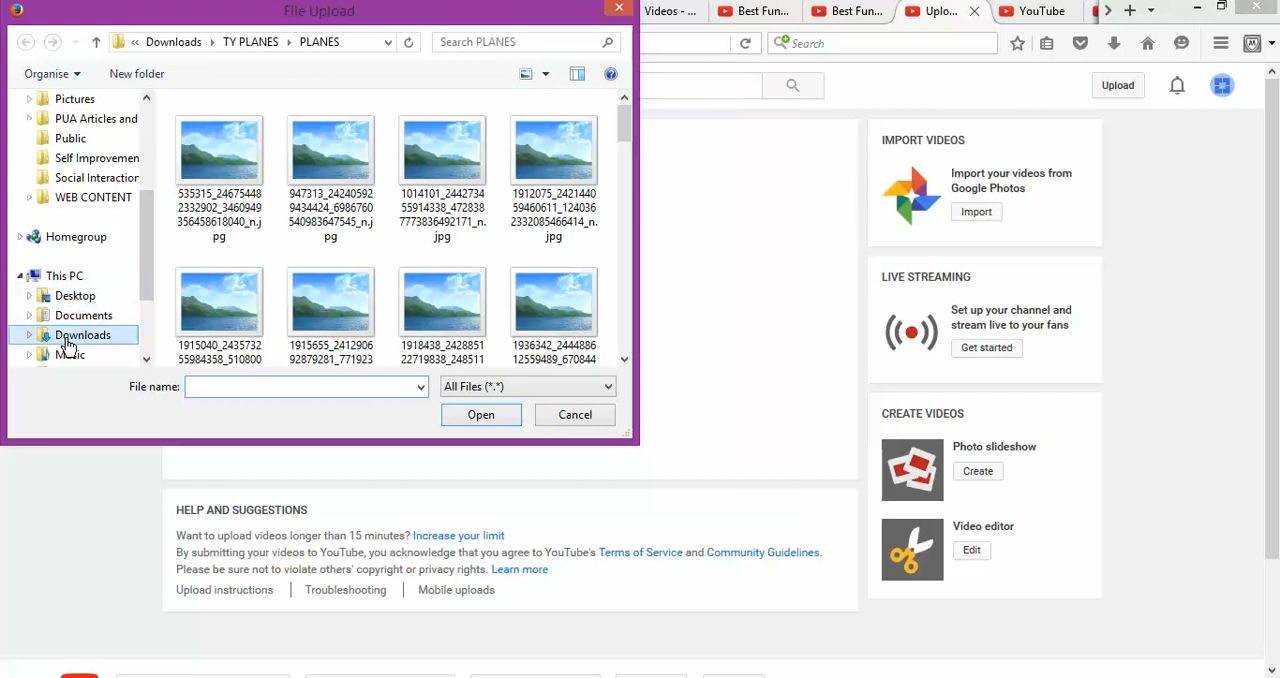 File Upload
« Downloads › TY PLANES › PLANES
Search PLANES
Organise
New folder
Pictures
PUA Articles and
Public
Self Improvemen
Social Interaction
WEB CONTENT
Homegroup
This PC
Desktop
Documents
Downloads
535315_24675448
2332902_3460949
356458618040_n.j
pg
947313_24240592
9434424_6986760
540983647545_n.j
pg
1014101_2442734
55914338_472838
7773836492171_n.
jpg
1912075_2421440
59460611_124036
2332085466414_n.
jpg
1915040_2435732
55984358_510800
1915655_2412906
92879281_771923
1918438_2428851
22719838_248511
1936342_2444886
12559489_670844
File name:
All Files (*.*)
Open
Cancel
Videos - ...
Best Fun...
Best Fun...
Uplo...
YouTube
Search
Upload
IMPORT VIDEOS
Import your videos from
Google Photos
Import
LIVE STREAMING
Set up your channel and
stream live to your fans
Get started
CREATE VIDEOS
Photo slideshow
Create
Video editor
Edit
HELP AND SUGGESTIONS
Want to upload videos longer than 15 minutes? Increase your limit
By submitting your videos to YouTube, you acknowledge that you agree to YouTube's Terms of Service and Community Guidelines.
Please be sure not to violate others' copyright or privacy rights. Learn more
Upload instructions
Troubleshooting
Mobile uploads